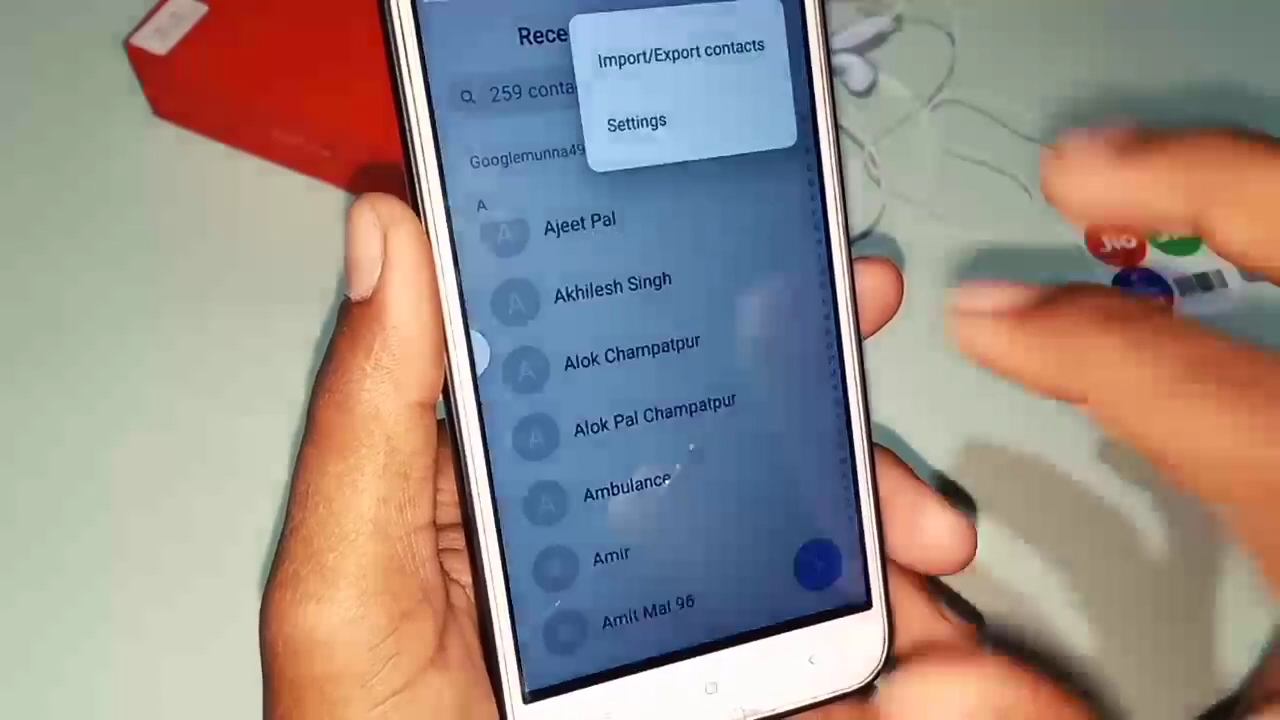 Rece
Import/Export contacts
259 conta
Settings
Googlemunna49
A
A Ajeet Pal
A Akhilesh Singh
A Alok Champatpur
A Alok Pal Champatpur
A Ambulance
Amir
Amit Mal 96
Jio